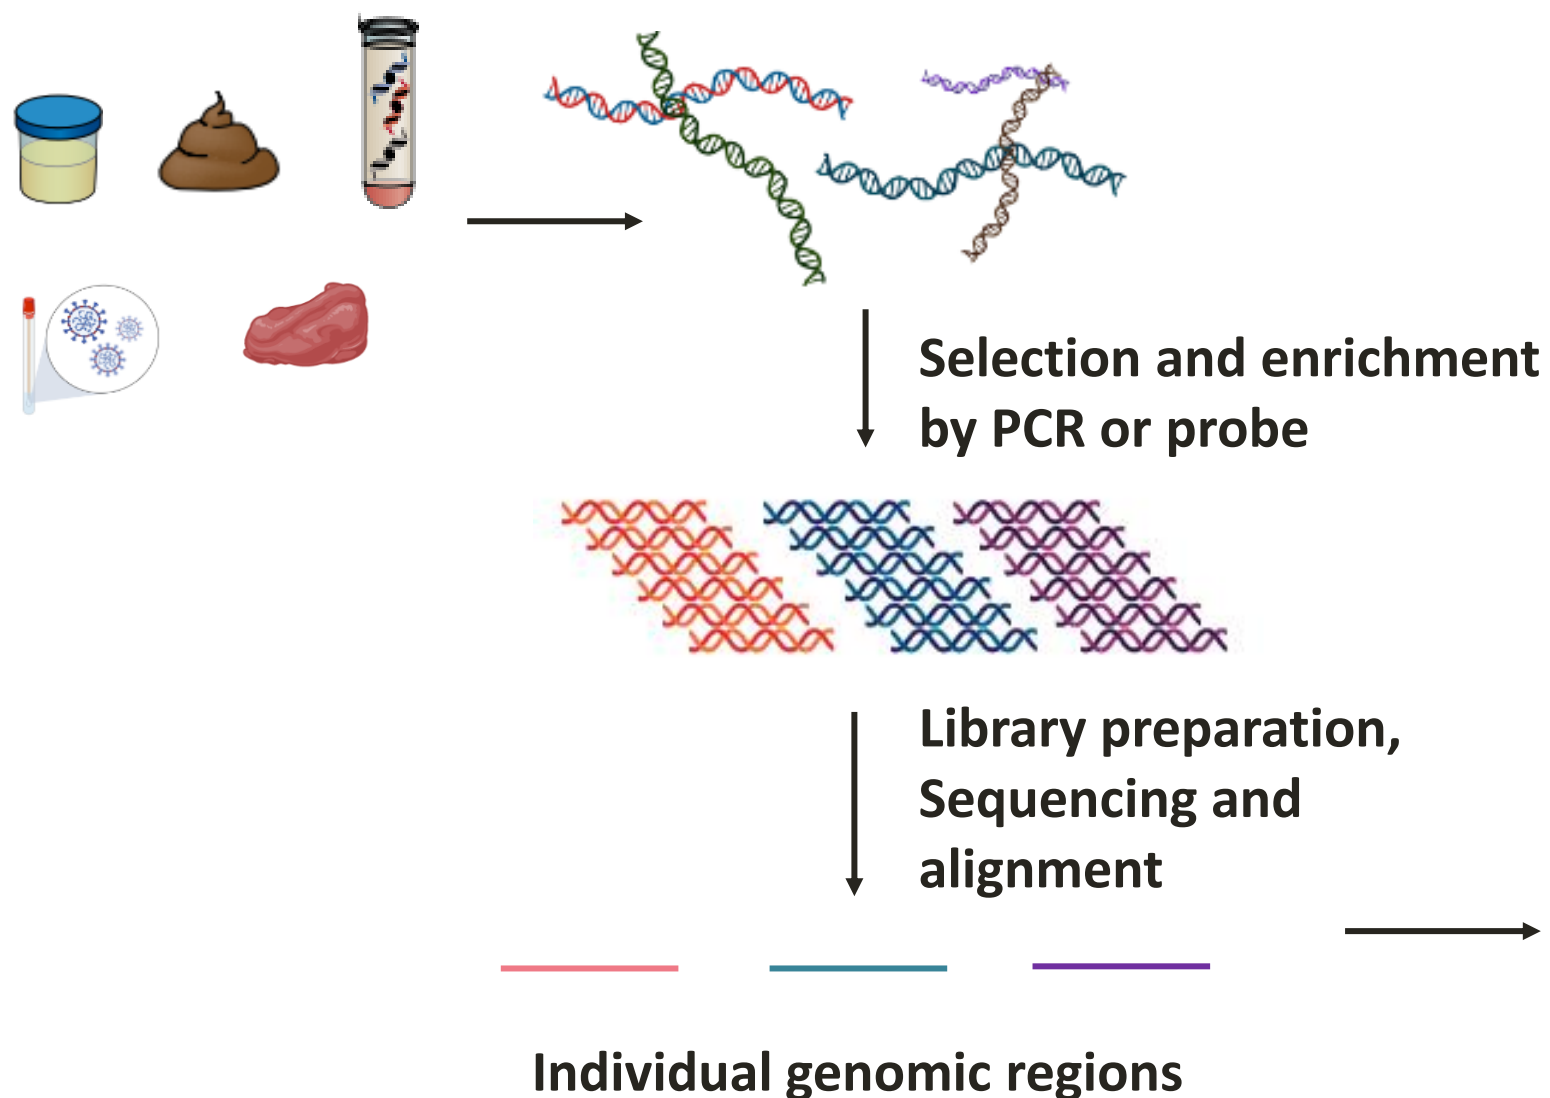 Selection and enrichment
by PCR or probe
Library preparation,
Sequencing and
alignment
Individual genomic regions